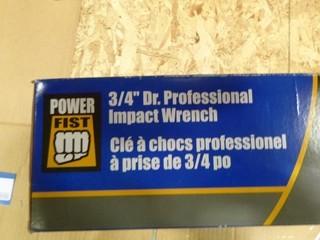 POWER
FIST
3/4" Dr. Professional
Impact Wrench
Clé à chocs professionel
à prise de 3/4 po